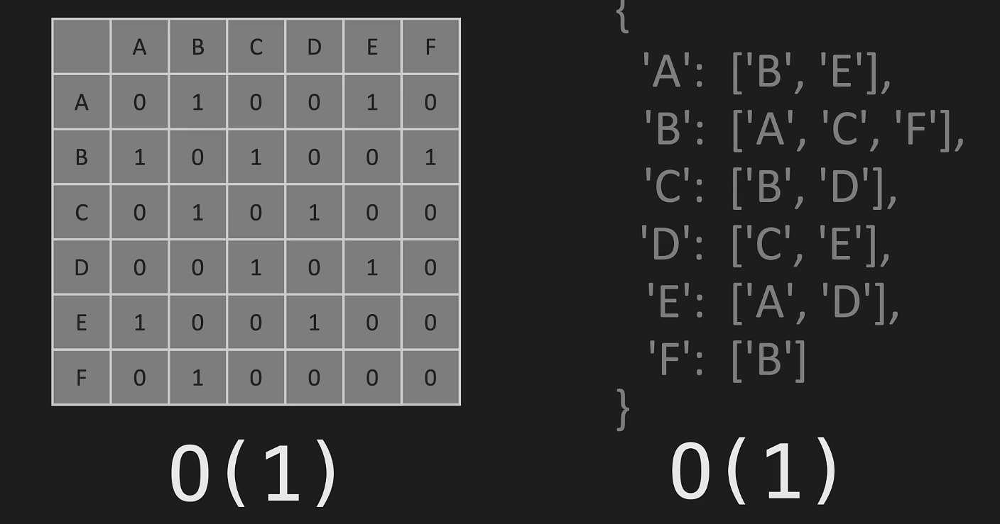 A B C D E F
A 0 1 0 0 1 0
B 1 0 1 0 0 1
C 0 1 0 1 0 0
D 0 0 1 0 1 0
E 1 0 0 1 0 0
F 0 1 0 0 0 0
O(1)
{
'A': ['B', 'E'],
'B': ['A', 'C', 'F'],
'C': ['B', 'D'],
'D': ['C', 'E'],
'E': ['A', 'D'],
'F': ['B']
}
O(1)